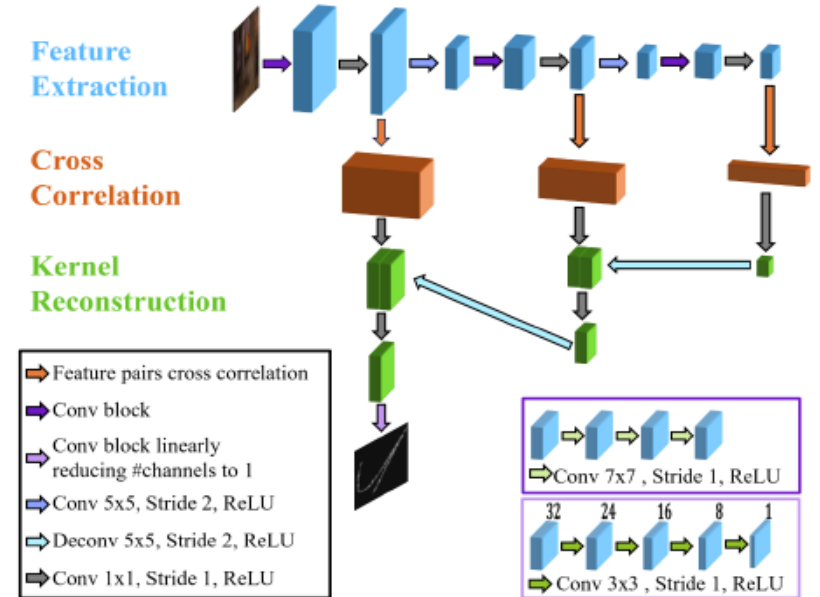 Feature
Extraction
Cross
Correlation
Kernel
Reconstruction
Feature pairs cross correlation
Conv block
Conv block linearly
reducing #channels to 1
Conv 5x5, Stride 2, ReLU
Deconv 5x5, Stride 2, ReLU
Conv 1x1, Stride 1, ReLU
Conv 7x7 , Stride 1, ReLU
32 24 16 8 1
Conv 3x3 , Stride 1, ReLU